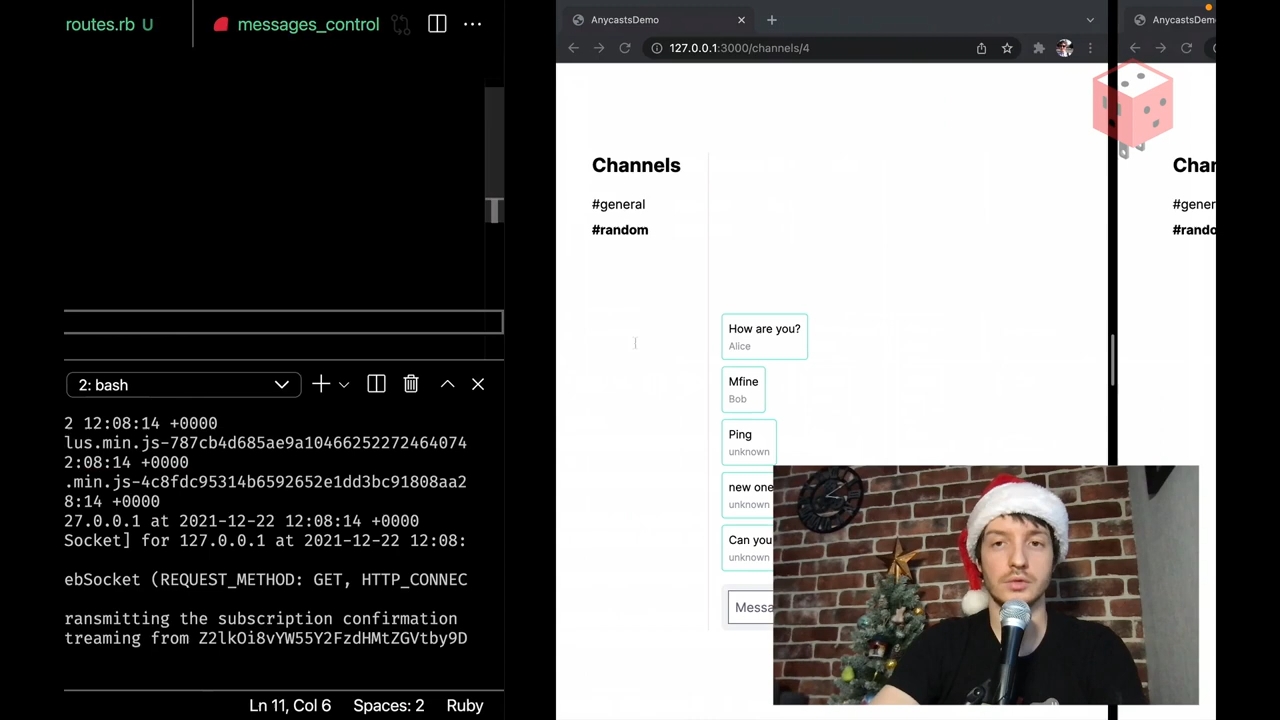 routes.rb U
messages_control
2: bash
2 12:08:14 +0000
lus.min.js-787cb4d685ae9a10466252272464074
2:08:14 +0000
.min.js-4c8fdc95314b6592652e1dd3bc91808aa2
8:14 +0000
27.0.0.1 at 2021-12-22 12:08:14 +0000
Socket] for 127.0.0.1 at 2021-12-22 12:08:
ebSocket (REQUEST_METHOD: GET, HTTP_CONNEC
ransmitting the subscription confirmation
treaming from Z2lkOi8vYW55Y2FzdHMtZGVtby9D
Ln 11, Col 6 Spaces: 2 Ruby
AnycastsDemo
127.0.0.1:3000/channels/4
Channels
#general
#random
How are you?
Alice
Mfine
Bob
Ping
unknown
new one
unknown
Can you
unknown
Messa
AnycastsDem
Char
#gener
#rando